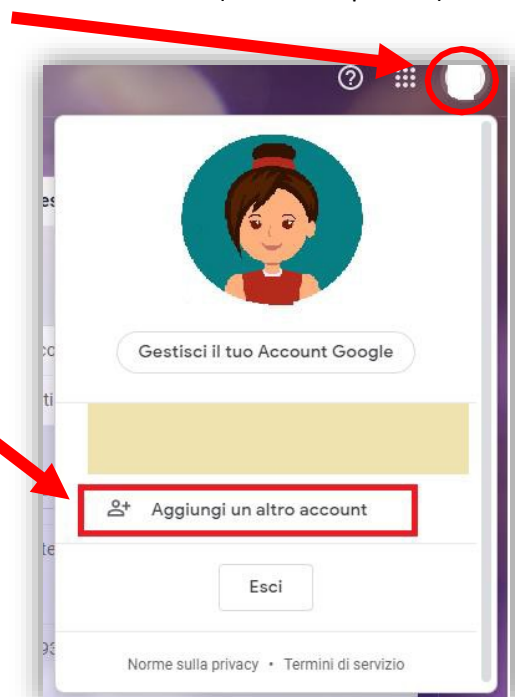 Gestisci il tuo Account Google
Aggiungi un altro account
Esci
Norme sulla privacy • Termini di servizio